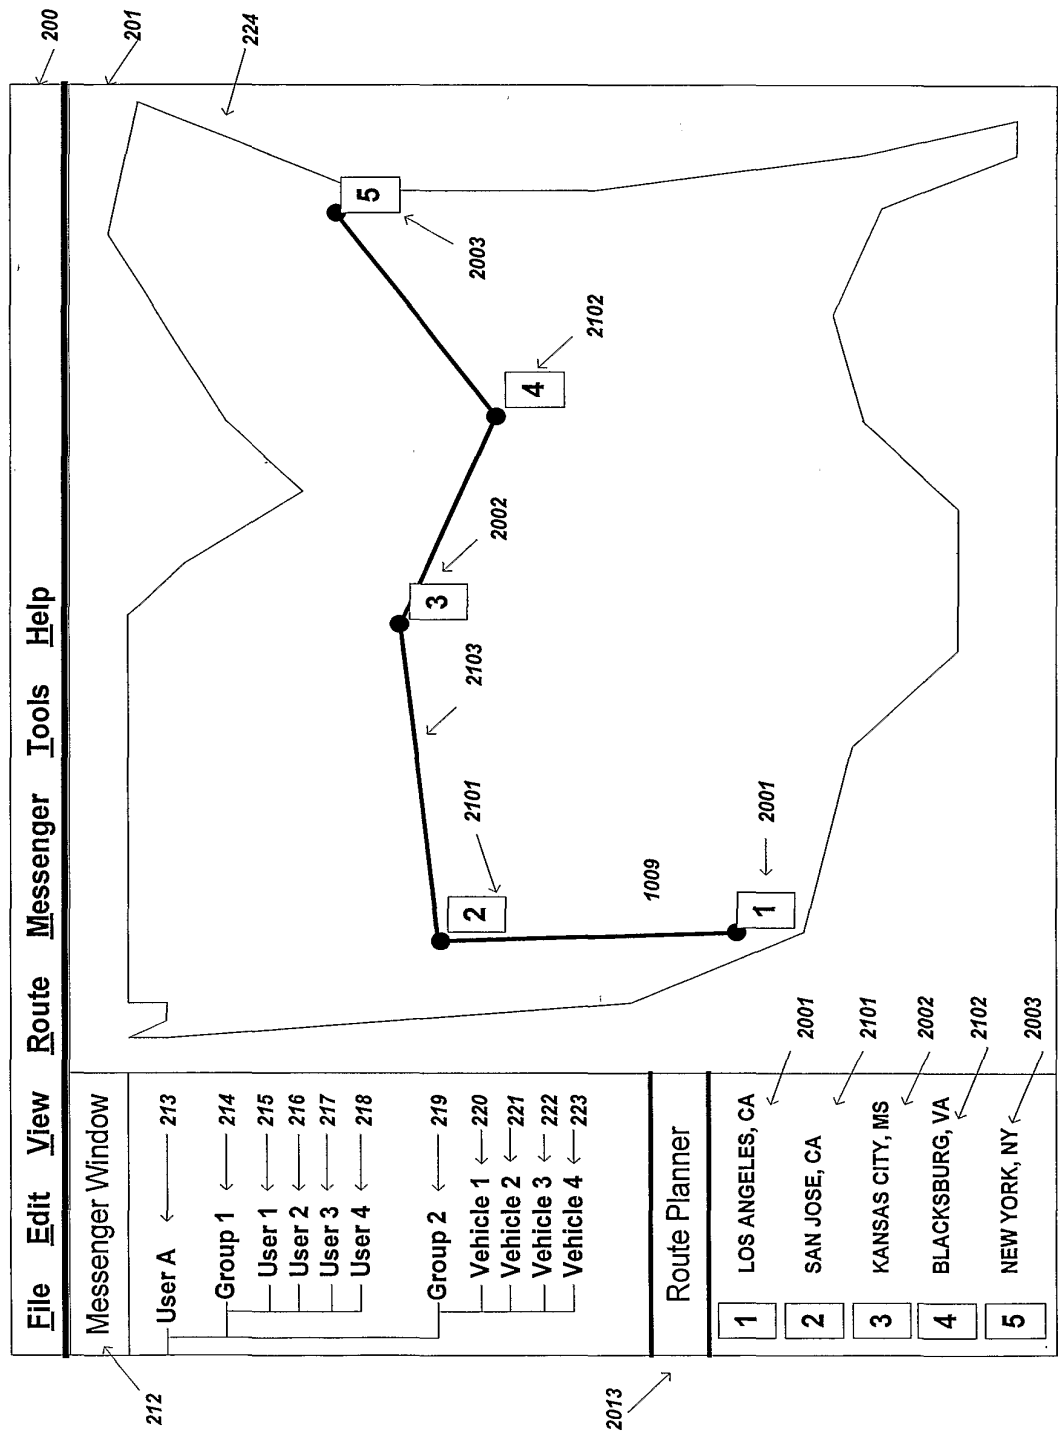 File Edit View Route Messenger Tools Help
200
201
224
Messenger Window
212
User A 213
Group 1 214
User 1 215
User 2 216
User 3 217
User 4 218
Group 2 219
Vehicle 1 220
Vehicle 2 221
Vehicle 3 222
Vehicle 4 223
Route Planner
2013
1 LOS ANGELES, CA 2001
2 SAN JOSE, CA 2101
3 KANSAS CITY, MS 2002
4 BLACKSBURG, VA 2102
5 NEW YORK, NY 2003
5
2003
4
2102
3
2002
2103
2
2101
1009
1
2001